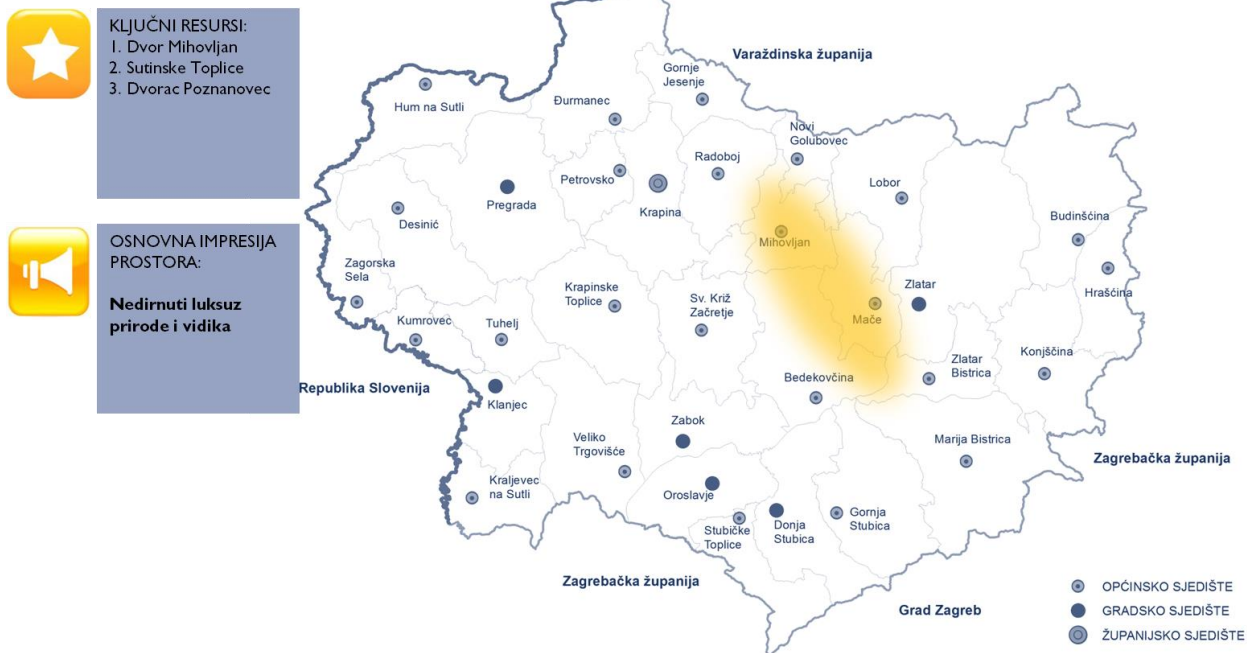 KLJUČNI RESURSI:
1. Dvor Mihovljan
2. Sutinske Toplice
3. Dvorac Poznanovec
OSNOVNA IMPRESIJA
PROSTORA:
Nedirnuti luksuz
prirode i vidika
Varaždinska županija
Gornje
Jesenje
Hum na Sutli
Đurmanec
Novi
Golubovec
Radoboj
Petrovsko
Krapina
Lobor
Pregrada
Desinić
Budinšćina
Mihovljan
Zagorska
Sela
Krapinske
Toplice
Sv. Križ
Začretje
Zlatar
Hrašćina
Mače
Kumrovec
Tuhelj
Konjščina
Zlatar
Bistrica
Bedekovčina
Republika Slovenija
Klanjec
Zabok
Veliko
Trgovišće
Marija Bistrica
Zagrebačka županija
Kraljevec
na Sutli
Oroslavje
Stubičke
Toplice
Donja
Stubica
Gornja
Stubica
Zagrebačka županija
Grad Zagreb
OPĆINSKO SJEDIŠTE
GRADSKO SJEDIŠTE
ŽUPANIJSKO SJEDIŠTE